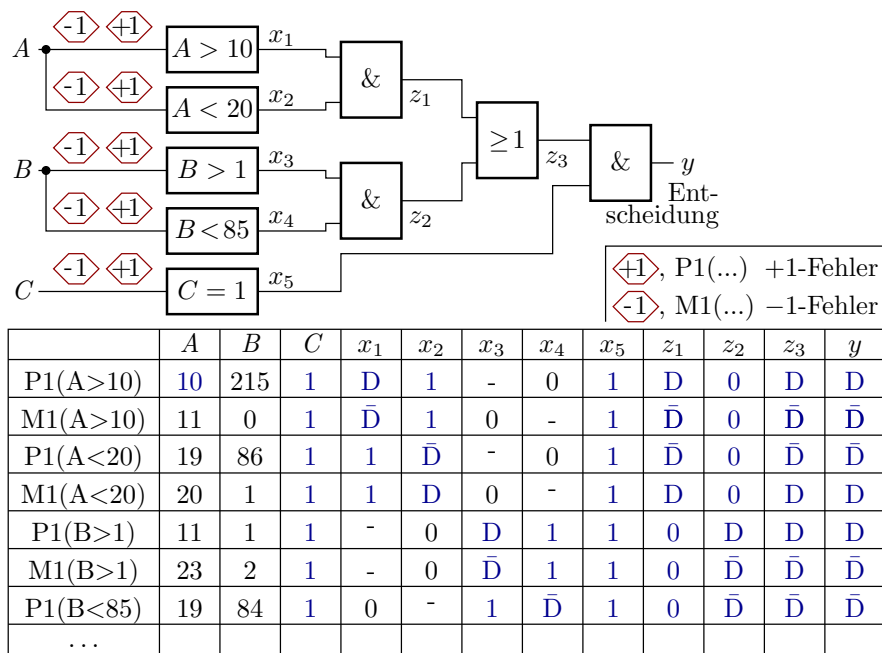 -1 +1
A A > 10 x₁
-1 +1 & z₁
A < 20 x₂
-1 +1 ≥1 z₃
B B > 1 x₃ & y
-1 +1 & z₂ Ent-
B<85 x₄ scheidung
-1 +1
C C = 1 x₅
+1, P1(...) +1-Fehler
-1, M1(...) −1-Fehler
A B C x₁ x₂ x₃ x₄ x₅ z₁ z₂ z₃ y
P1(A>10) 10 215 1 D 1 - 0 1 D 0 D D
M1(A>10) 11 0 1 D̄ 1 0 - 1 D̄ 0 D̄ D̄
P1(A<20) 19 86 1 1 D̄ - 0 1 D̄ 0 D̄ D̄
M1(A<20) 20 1 1 1 D 0 - 1 D 0 D D
P1(B>1) 11 1 1 - 0 D 1 1 0 D D D
M1(B>1) 23 2 1 - 0 D̄ 1 1 0 D̄ D̄ D̄
P1(B<85) 19 84 1 0 - 1 D̄ 1 0 D̄ D̄ D̄
...